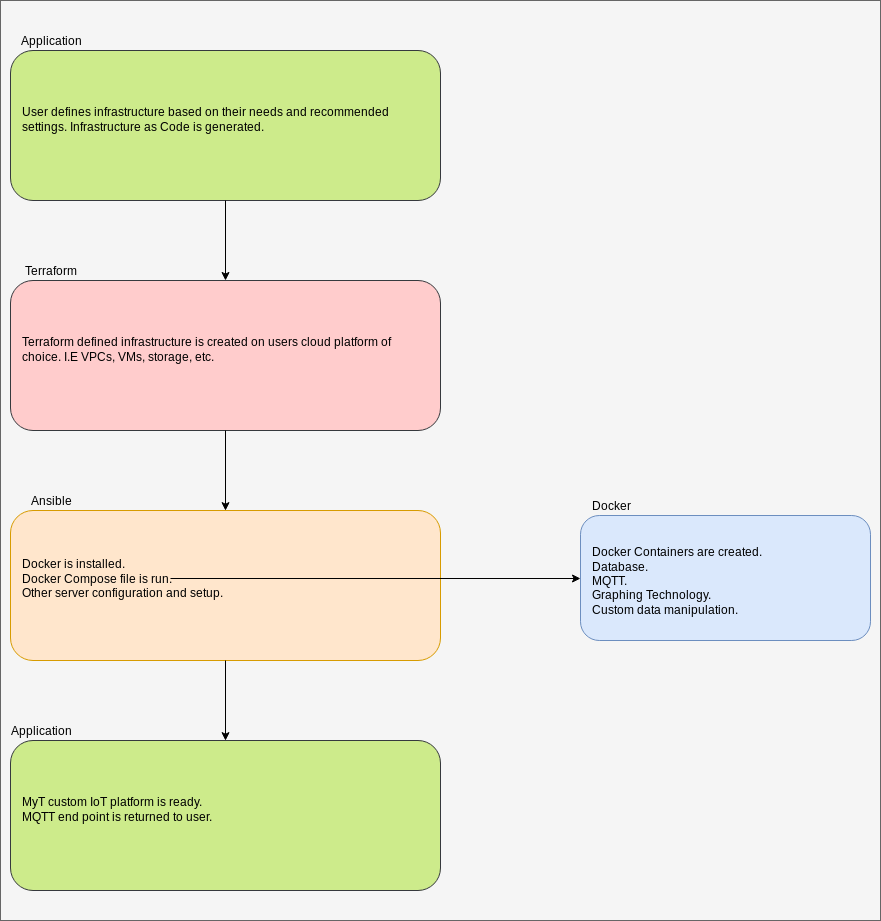 Application
User defines infrastructure based on their needs and recommended
settings. Infrastructure as Code is generated.
Terraform
Terraform defined infrastructure is created on users cloud platform of
choice. I.E VPCs, VMs, storage, etc.
Ansible
Docker is installed.
Docker Compose file is run.
Other server configuration and setup.
Docker
Docker Containers are created.
Database.
MQTT.
Graphing Technology.
Custom data manipulation.
Application
MyT custom IoT platform is ready.
MQTT end point is returned to user.